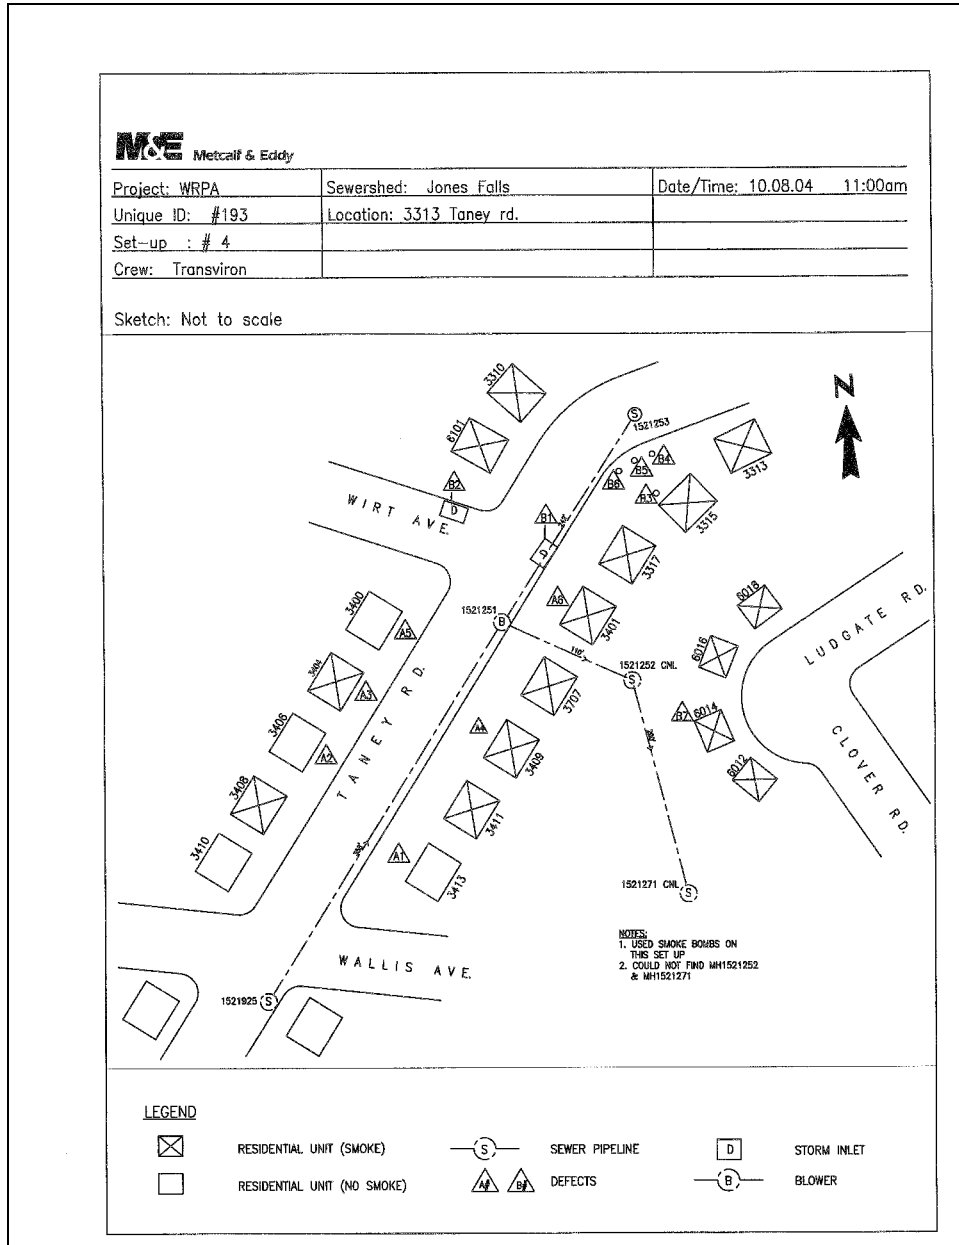 M&E Metcalf & Eddy
Project: WRPA
Sewershed: Jones Falls
Date/Time: 10.08.04 11:00am
Unique ID: #193
Location: 3313 Taney rd.
Set-up : # 4
Crew: Transviron
Sketch: Not to scale
N
3310
6101
S
1521253
3313
B4
B5
B6
B3
3315
B2
D
WIRT AVE.
B1
D
3317
A6
3401
1521251
B
110'
1521252 CNL
S
3400
A5
3404
A3
3406
A2
3408
3410
TANEY RD.
3707
A4
3409
3411
A1
3413
6018
6016
B7
6014
6012
LUDGATE RD.
CLOVER RD.
1521271 CNL
S
WALLIS AVE.
1521925
S
NOTES:
1. USED SMOKE BOMBS ON
THIS SET UP
2. COULD NOT FIND MH1521252
& MH1521271
LEGEND
RESIDENTIAL UNIT (SMOKE)
S
SEWER PIPELINE
D
STORM INLET
RESIDENTIAL UNIT (NO SMOKE)
A# B#
DEFECTS
B
BLOWER